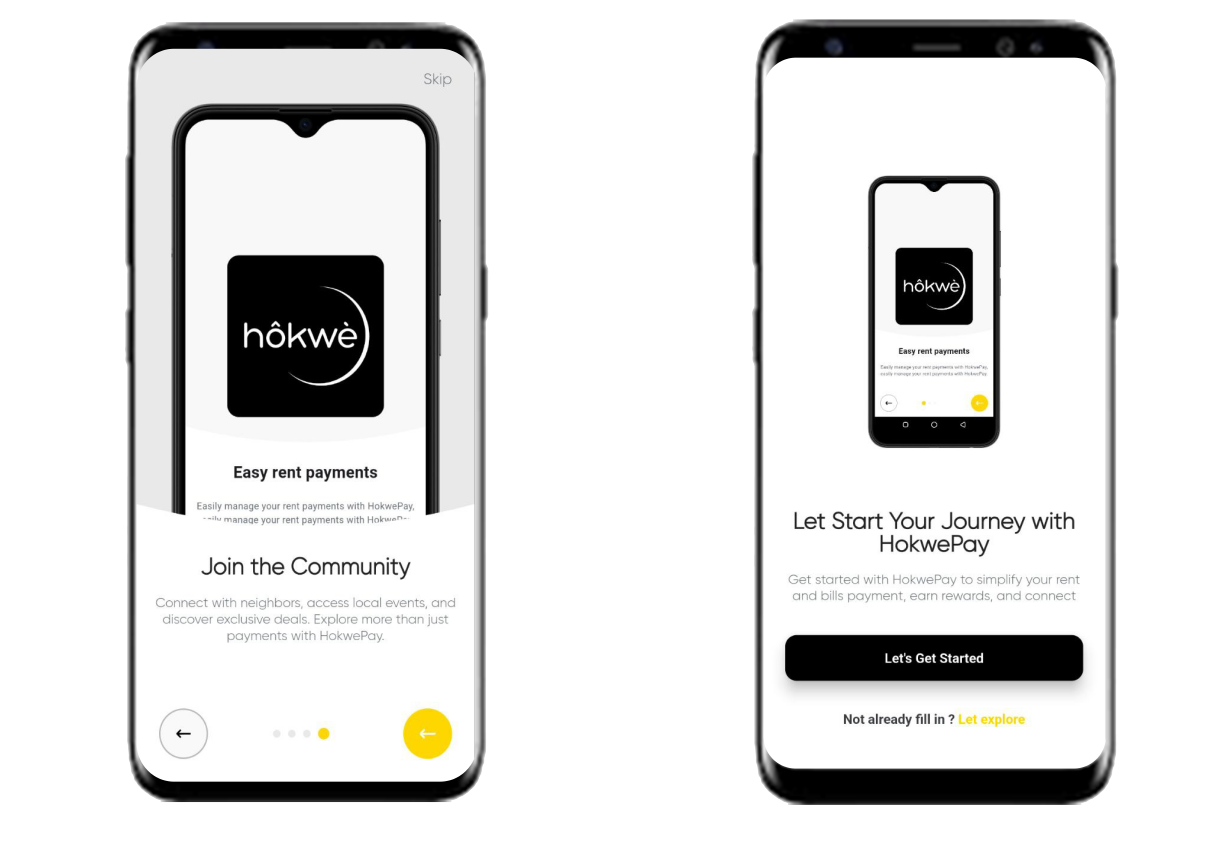 Skip
hôkwè
Easy rent payments
Easily manage your rent payments with HokwePay,
easily manage your rent payments with HokwePay.
Join the Community
Connect with neighbors, access local events, and
discover exclusive deals. Explore more than just
payments with HokwePay.
hôkwè
Easy rent payments
Easily manage your rent payments with HokwePay,
easily manage your rent payments with HokwePay.
Let Start Your Journey with
HokwePay
Get started with HokwePay to simplify your rent
and bills payment, earn rewards, and connect
Let's Get Started
Not already fill in ? Let explore